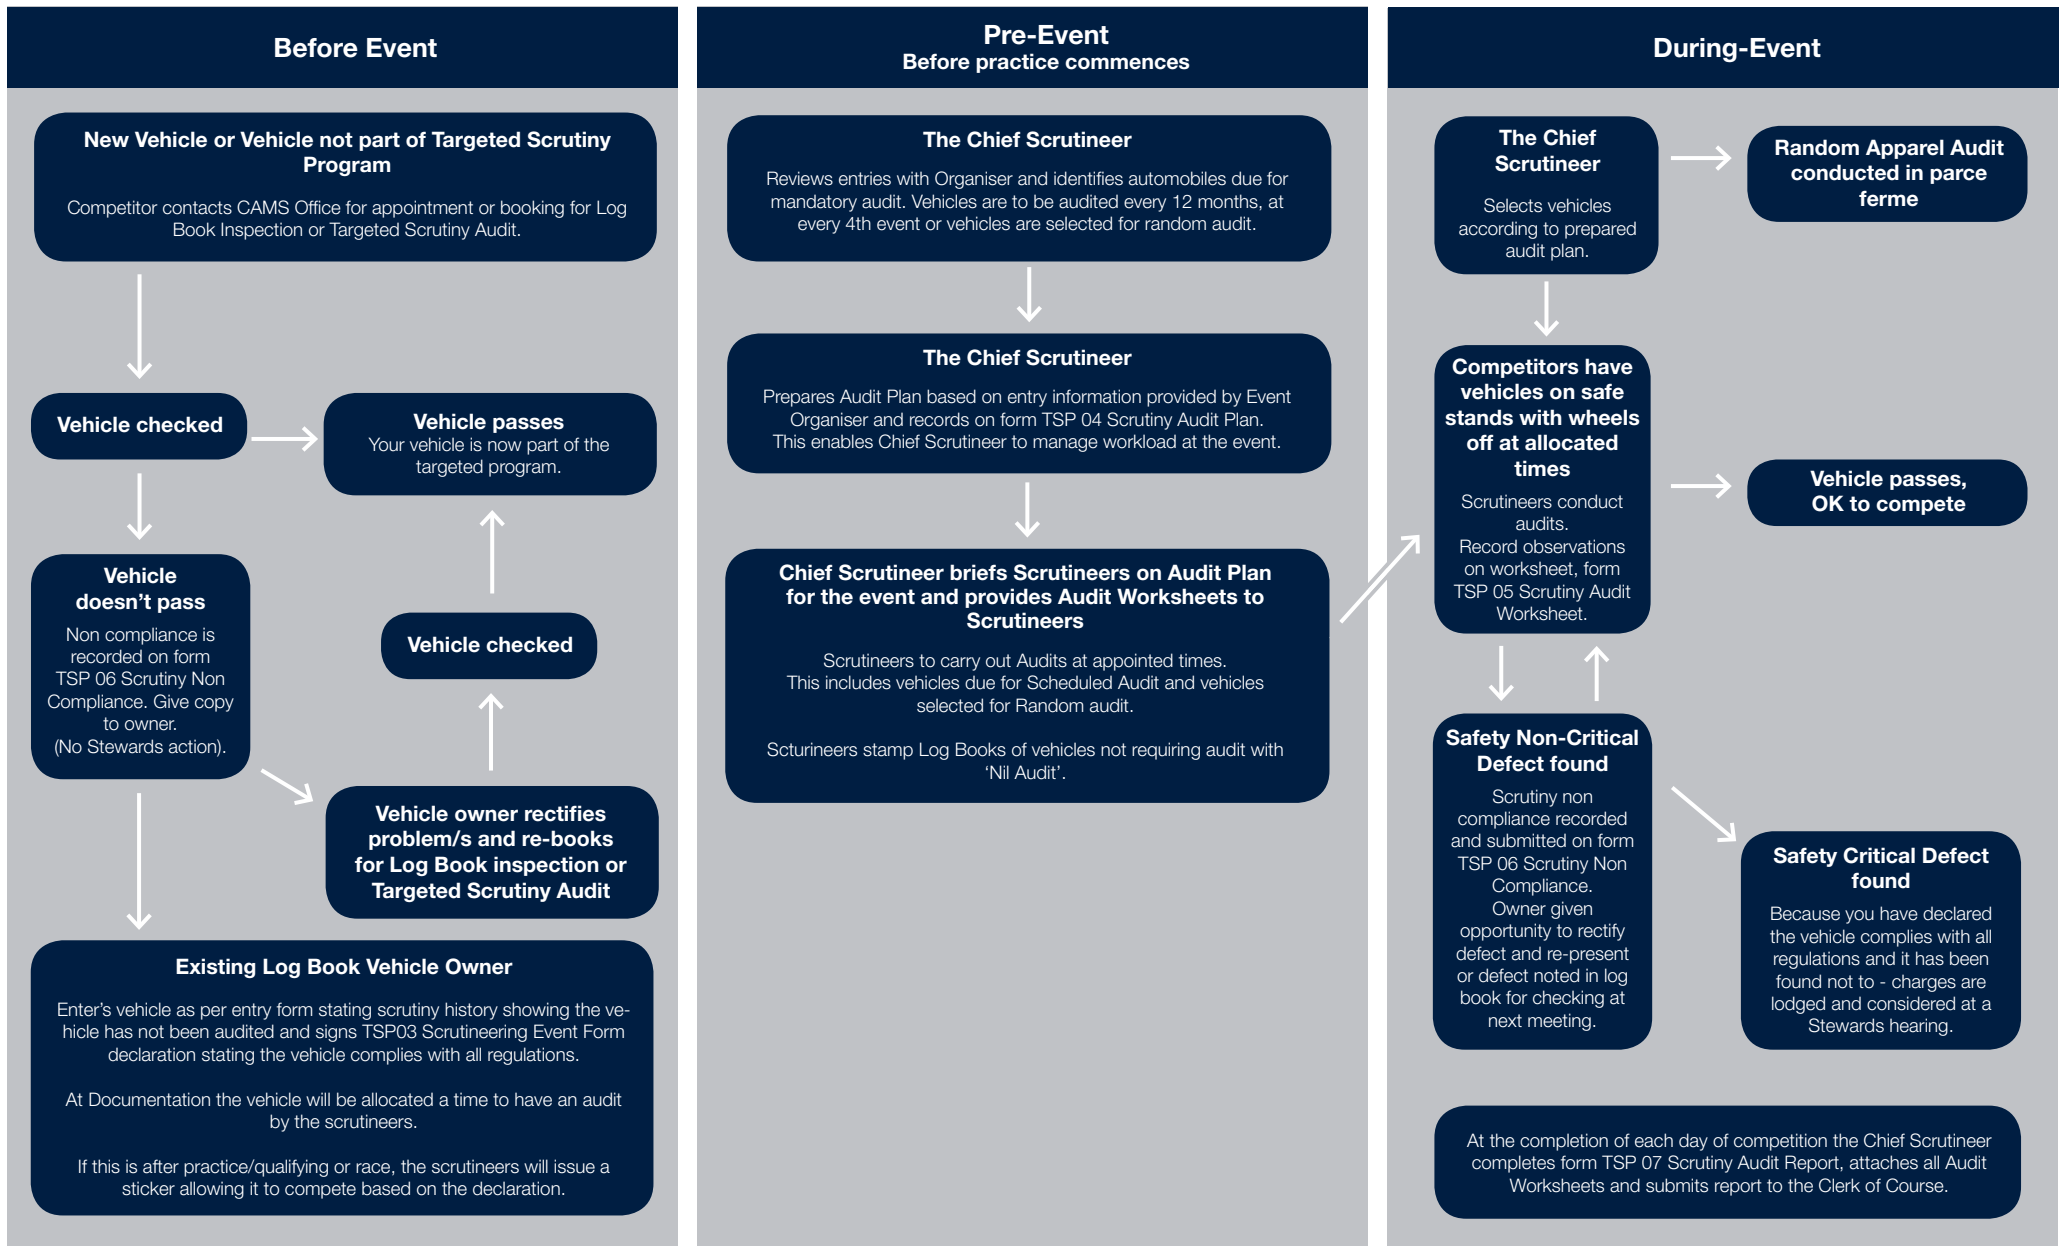 Before Event
New Vehicle or Vehicle not part of Targeted Scrutiny
Program
Competitor contacts CAMS Office for appointment or booking for Log
Book Inspection or Targeted Scrutiny Audit.
Vehicle checked
Vehicle passes
Your vehicle is now part of the
targeted program.
Vehicle
doesn’t pass
Non compliance is
recorded on form
TSP 06 Scrutiny Non
Compliance. Give copy
to owner.
(No Stewards action).
Vehicle checked
Vehicle owner rectifies
problem/s and re-books
for Log Book inspection or
Targeted Scrutiny Audit
Existing Log Book Vehicle Owner
Enter’s vehicle as per entry form stating scrutiny history showing the ve-
hicle has not been audited and signs TSP03 Scrutineering Event Form
declaration stating the vehicle complies with all regulations.
At Documentation the vehicle will be allocated a time to have an audit
by the scrutineers.
If this is after practice/qualifying or race, the scrutineers will issue a
sticker allowing it to compete based on the declaration.
Pre-Event
Before practice commences
The Chief Scrutineer
Reviews entries with Organiser and identifies automobiles due for
mandatory audit. Vehicles are to be audited every 12 months, at
every 4th event or vehicles are selected for random audit.
The Chief Scrutineer
Prepares Audit Plan based on entry information provided by Event
Organiser and records on form TSP 04 Scrutiny Audit Plan.
This enables Chief Scrutineer to manage workload at the event.
Chief Scrutineer briefs Scrutineers on Audit Plan
for the event and provides Audit Worksheets to
Scrutineers
Scrutineers to carry out Audits at appointed times.
This includes vehicles due for Scheduled Audit and vehicles
selected for Random audit.
Scturineers stamp Log Books of vehicles not requiring audit with
‘Nil Audit’.
During-Event
The Chief
Scrutineer
Selects vehicles
according to prepared
audit plan.
Random Apparel Audit
conducted in parce
ferme
Competitors have
vehicles on safe
stands with wheels
off at allocated
times
Scrutineers conduct
audits.
Record observations
on worksheet, form
TSP 05 Scrutiny Audit
Worksheet.
Vehicle passes,
OK to compete
Safety Non-Critical
Defect found
Scrutiny non
compliance recorded
and submitted on form
TSP 06 Scrutiny Non
Compliance.
Owner given
opportunity to rectify
defect and re-present
or defect noted in log
book for checking at
next meeting.
Safety Critical Defect
found
Because you have declared
the vehicle complies with all
regulations and it has been
found not to - charges are
lodged and considered at a
Stewards hearing.
At the completion of each day of competition the Chief Scrutineer
completes form TSP 07 Scrutiny Audit Report, attaches all Audit
Worksheets and submits report to the Clerk of Course.